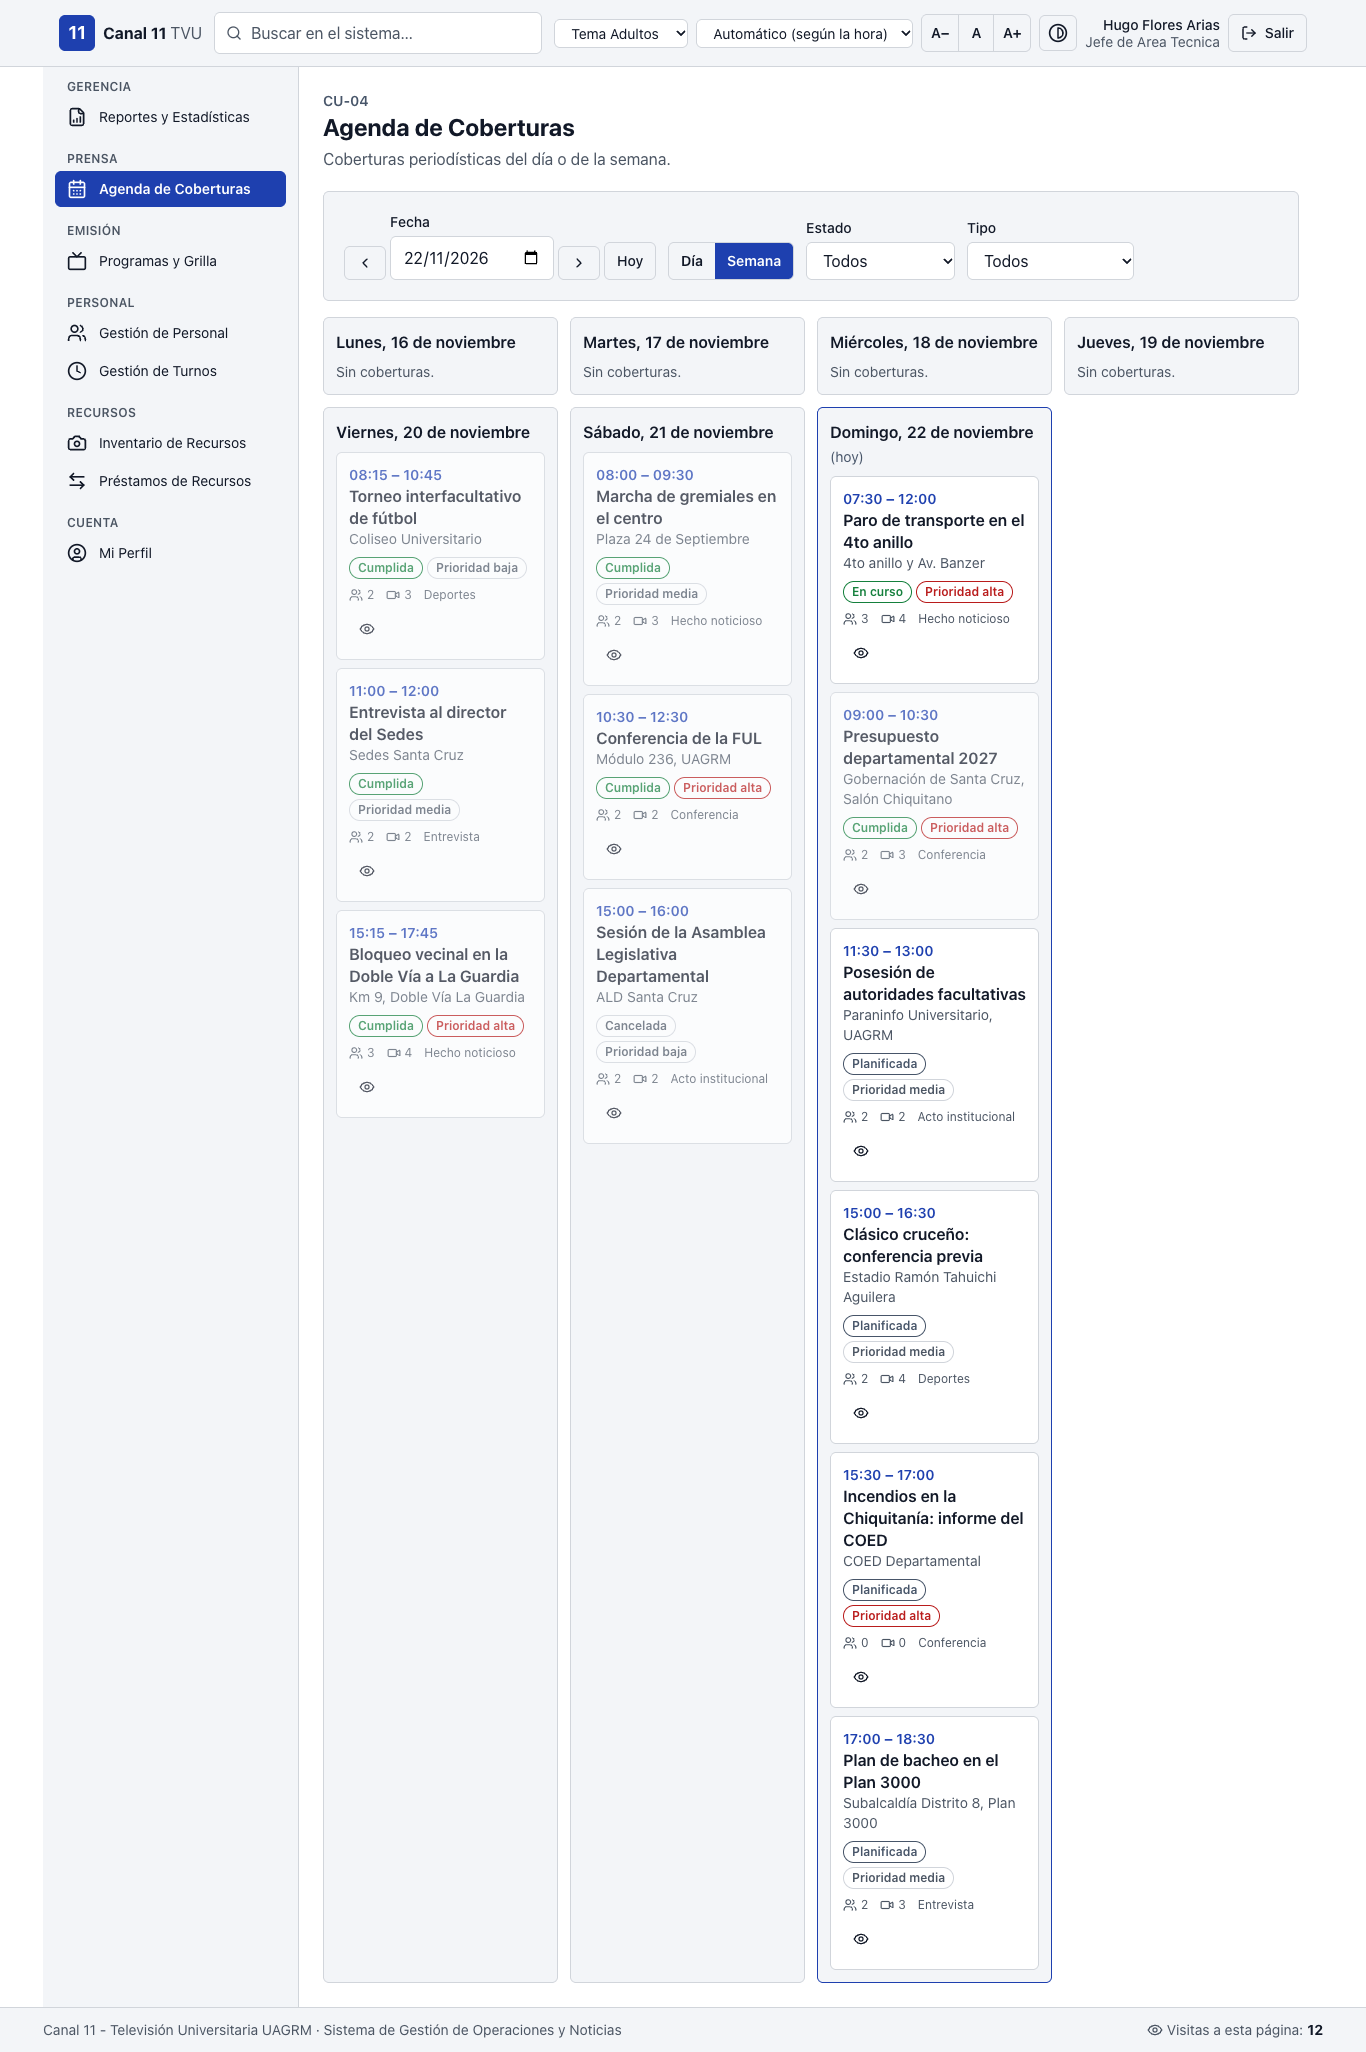 11 Canal 11 TVU
Buscar en el sistema...
Tema Adultos
Automático (según la hora)
A− A A+
Hugo Flores Arias
Jefe de Area Tecnica
Salir
GERENCIA
Reportes y Estadísticas
PRENSA
Agenda de Coberturas
EMISIÓN
Programas y Grilla
PERSONAL
Gestión de Personal
Gestión de Turnos
RECURSOS
Inventario de Recursos
Préstamos de Recursos
CUENTA
Mi Perfil
CU-04
Agenda de Coberturas
Coberturas periodísticas del día o de la semana.
Fecha
22/11/2026
Hoy
Día Semana
Estado
Todos
Tipo
Todos
Lunes, 16 de noviembre
Sin coberturas.
Martes, 17 de noviembre
Sin coberturas.
Miércoles, 18 de noviembre
Sin coberturas.
Jueves, 19 de noviembre
Sin coberturas.
Viernes, 20 de noviembre
08:15 – 10:45
Torneo interfacultativo
de fútbol
Coliseo Universitario
Cumplida Prioridad baja
2 3 Deportes
11:00 – 12:00
Entrevista al director
del Sedes
Sedes Santa Cruz
Cumplida
Prioridad media
2 2 Entrevista
15:15 – 17:45
Bloqueo vecinal en la
Doble Vía a La Guardia
Km 9, Doble Vía La Guardia
Cumplida Prioridad alta
3 4 Hecho noticioso
Sábado, 21 de noviembre
08:00 – 09:30
Marcha de gremiales en
el centro
Plaza 24 de Septiembre
Cumplida
Prioridad media
2 3 Hecho noticioso
10:30 – 12:30
Conferencia de la FUL
Módulo 236, UAGRM
Cumplida Prioridad alta
2 2 Conferencia
15:00 – 16:00
Sesión de la Asamblea
Legislativa
Departamental
ALD Santa Cruz
Cancelada
Prioridad baja
2 2 Acto institucional
Domingo, 22 de noviembre
(hoy)
07:30 – 12:00
Paro de transporte en el
4to anillo
4to anillo y Av. Banzer
En curso Prioridad alta
3 4 Hecho noticioso
09:00 – 10:30
Presupuesto
departamental 2027
Gobernación de Santa Cruz,
Salón Chiquitano
Cumplida Prioridad alta
2 3 Conferencia
11:30 – 13:00
Posesión de
autoridades facultativas
Paraninfo Universitario,
UAGRM
Planificada
Prioridad media
2 2 Acto institucional
15:00 – 16:30
Clásico cruceño:
conferencia previa
Estadio Ramón Tahuichi
Aguilera
Planificada
Prioridad media
2 4 Deportes
15:30 – 17:00
Incendios en la
Chiquitanía: informe del
COED
COED Departamental
Planificada
Prioridad alta
0 0 Conferencia
17:00 – 18:30
Plan de bacheo en el
Plan 3000
Subalcaldía Distrito 8, Plan
3000
Planificada
Prioridad media
2 3 Entrevista
Canal 11 - Televisión Universitaria UAGRM · Sistema de Gestión de Operaciones y Noticias
Visitas a esta página: 12